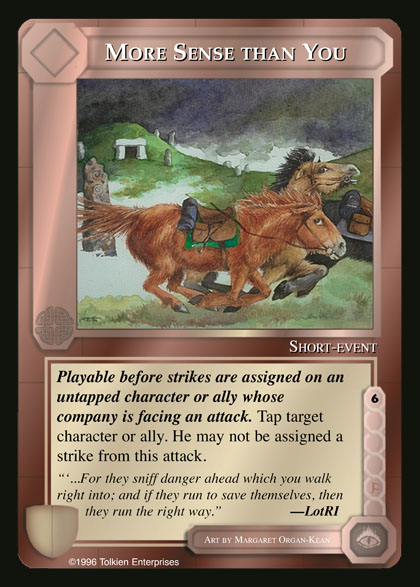 More Sense than You
Short-event
Playable before strikes are assigned on an
untapped character or ally whose
company is facing an attack. Tap target
character or ally. He may not be assigned a
strike from this attack.
6
“‘...For they sniff danger ahead which you walk
right into; and if they run to save themselves, then
they run the right way.” —LotRI
Art by Margaret Organ-Kean
©1996 Tolkien Enterprises